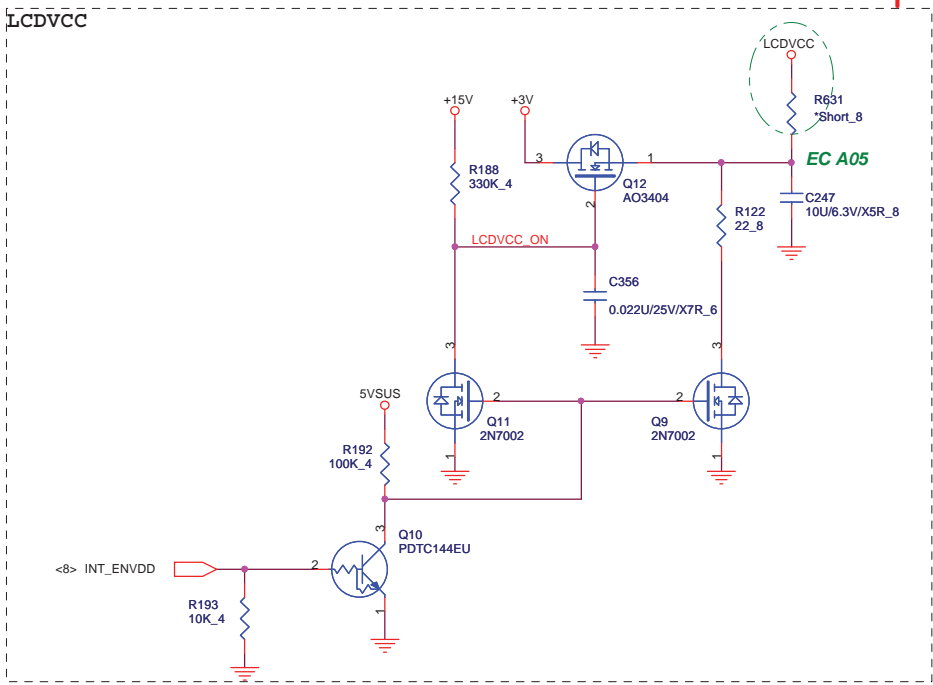 LCDVCC
LCDVCC
R631
*Short_8
+15V
+3V
3
1
EC A05
R188
330K_4
Q12
AO3404
2
C247
10U/6.3V/X5R_8
R122
22_8
LCDVCC_ON
C356
0.022U/25V/X7R_6
3
3
5VSUS
2
2
Q11
2N7002
Q9
2N7002
R192
100K_4
1
1
3
Q10
PDTC144EU
<8> INT_ENVDD
2
R193
10K_4
1